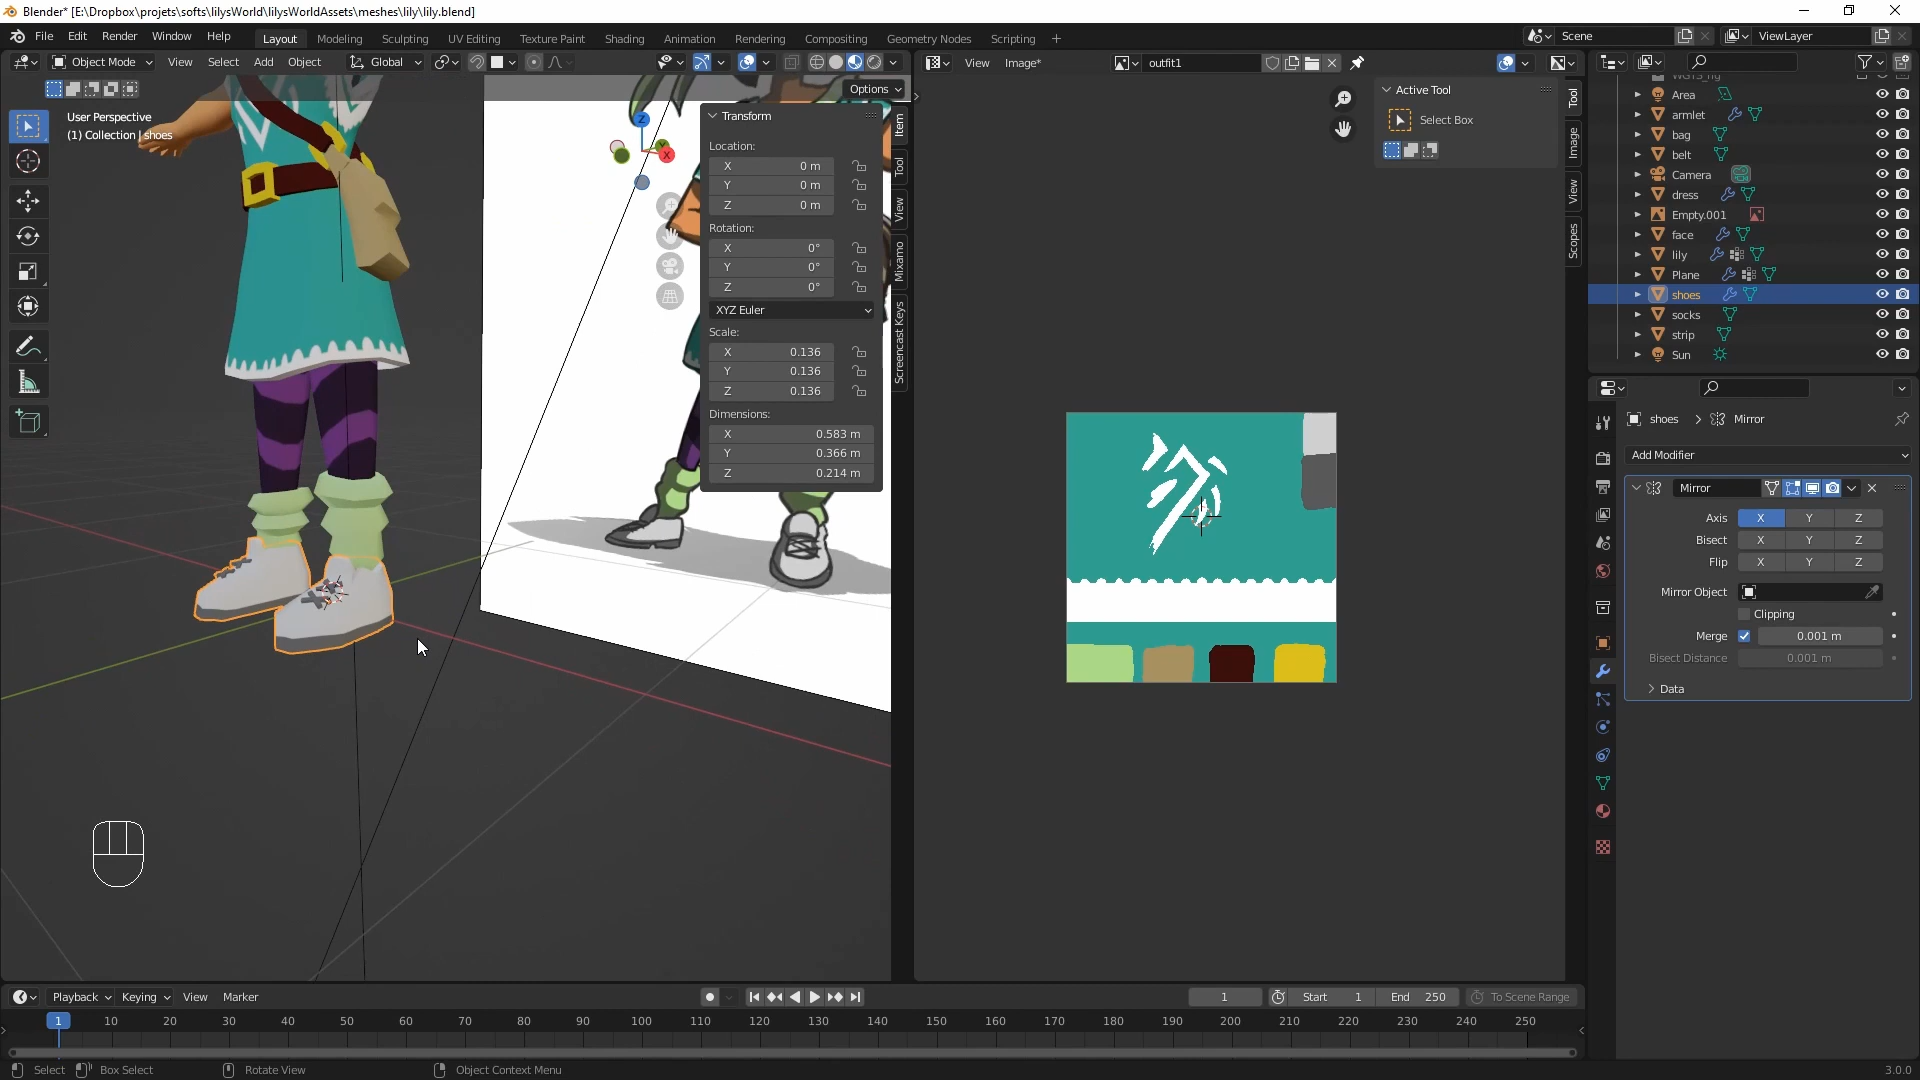 Blender* [E:\Dropbox\projets\softs\lilysWorld\lilysWorldAssets\meshes\lily\lily.blend]
File Edit Render Window Help Layout Modeling Sculpting UV Editing Texture Paint Shading Animation Rendering Compositing Geometry Nodes Scripting + Scene ViewLayer
Object Mode View Select Add Object Global View Image* outfit1
Options
User Perspective
(1) Collection | shoes
Transform
Location:
X 0 m
Y 0 m
Z 0 m
Rotation:
X 0°
Y 0°
Z 0°
XYZ Euler
Scale:
X 0.136
Y 0.136
Z 0.136
Dimensions:
X 0.583 m
Y 0.366 m
Z 0.214 m
Z
Y
X
Item
Tool
View
Mixamo
Screencast Keys
Active Tool
Select Box
Tool
Image
View
Scopes
Area
armlet
bag
belt
Camera
dress
Empty.001
face
lily
Plane
shoes
socks
strip
Sun
shoes > Mirror
Add Modifier
Mirror
Axis X Y Z
Bisect X Y Z
Flip X Y Z
Mirror Object
Clipping
Merge 0.001 m
Bisect Distance 0.001 m
Data
Playback Keying View Marker 1 Start 1 End 250 To Scene Range
1 10 20 30 40 50 60 70 80 90 100 110 120 130 140 150 160 170 180 190 200 210 220 230 240 250
Select Box Select Rotate View Object Context Menu 3.0.0